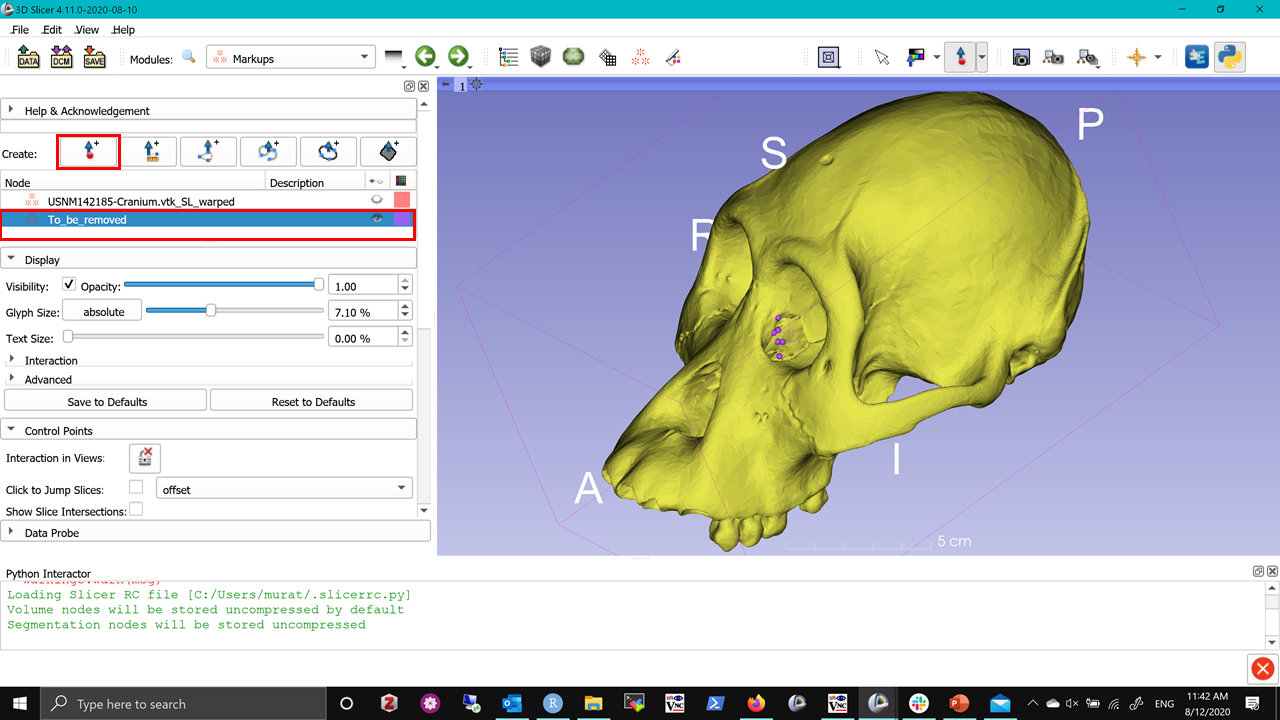 3D Slicer 4.11.0-2020-08-10
File Edit View Help
DATA DCM SAVE Modules: Markups
1
Help & Acknowledgement
Create:
Node Description
USNM142185-Cranium.vtk_SL_warped
To_be_removed
Display
Visibility: Opacity: 1.00
Glyph Size: absolute 7.10 %
Text Size: 0.00 %
Interaction
Advanced
Save to Defaults Reset to Defaults
Control Points
Interaction in Views:
Click to Jump Slices: offset
Show Slice Intersections:
Data Probe
S
P
R
A
I
5 cm
Python Interactor
warnings.warn(msg)
Loading Slicer RC file [C:/Users/murat/.slicerrc.py]
Volume nodes will be stored uncompressed by default
Segmentation nodes will be stored uncompressed
Type here to search
ENG
11:42 AM
8/12/2020